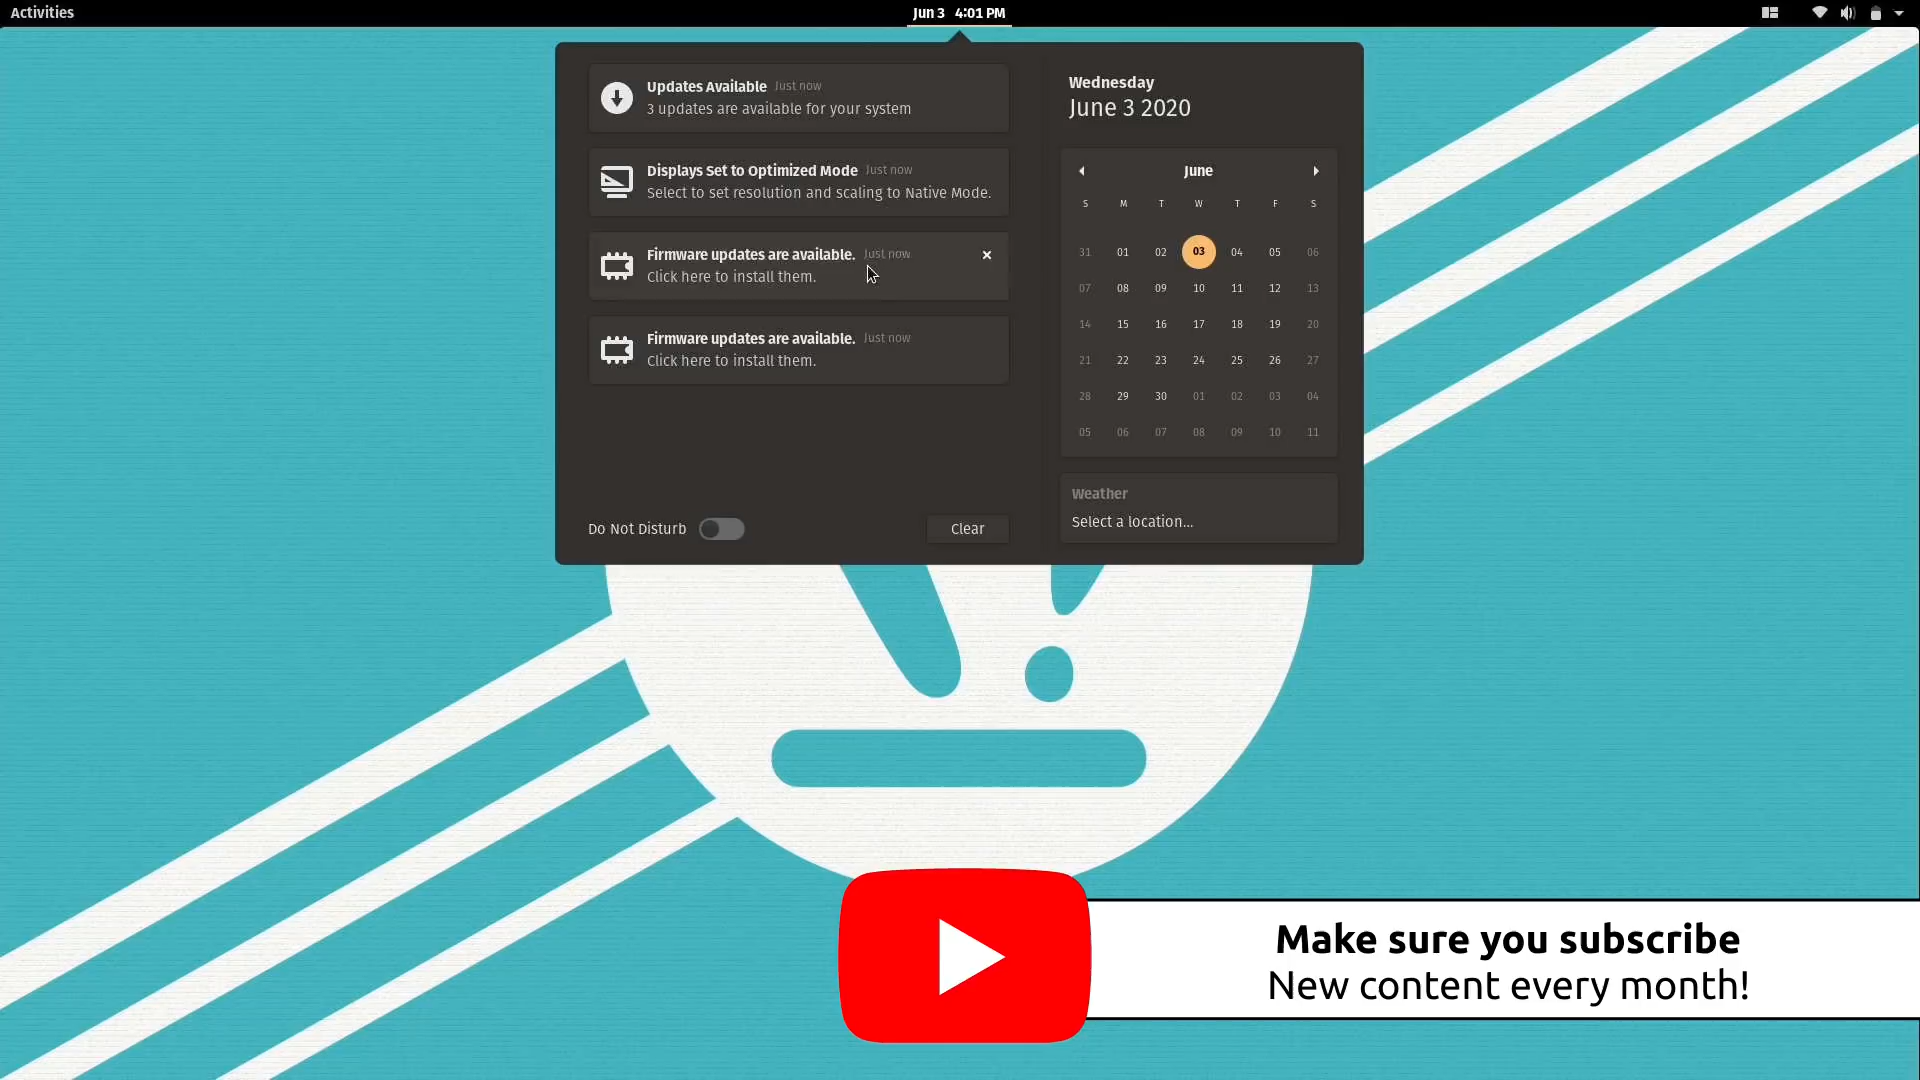 Activities
Jun 3 4:01 PM
Updates Available Just now
3 updates are available for your system
Displays Set to Optimized Mode Just now
Select to set resolution and scaling to Native Mode.
Firmware updates are available. Just now
Click here to install them.
Firmware updates are available. Just now
Click here to install them.
Do Not Disturb
Clear
Wednesday
June 3 2020
June
S M T W T F S
31 01 02 03 04 05 06
07 08 09 10 11 12 13
14 15 16 17 18 19 20
21 22 23 24 25 26 27
28 29 30 01 02 03 04
05 06 07 08 09 10 11
Weather
Select a location...
Make sure you subscribe
New content every month!